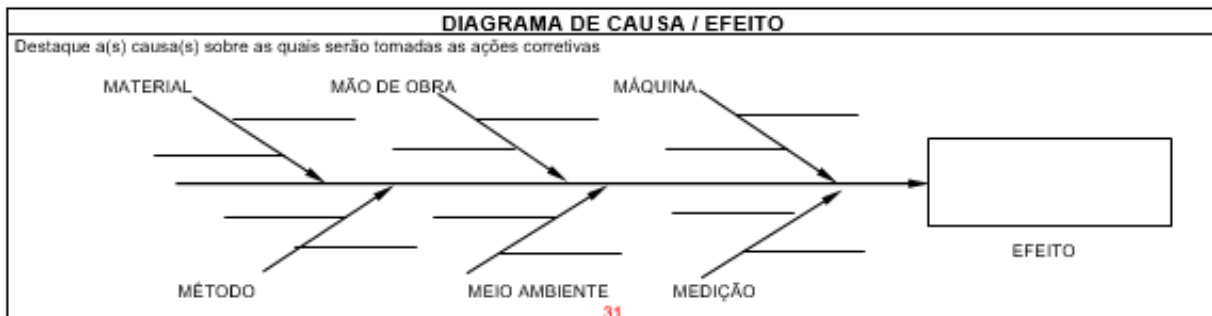 DIAGRAMA DE CAUSA / EFEITO
Destaque a(s) causa(s) sobre as quais serão tomadas as ações corretivas
MATERIAL
MÃO DE OBRA
MÁQUINA
EFEITO
MÉTODO
MEIO AMBIENTE
MEDIÇÃO
31